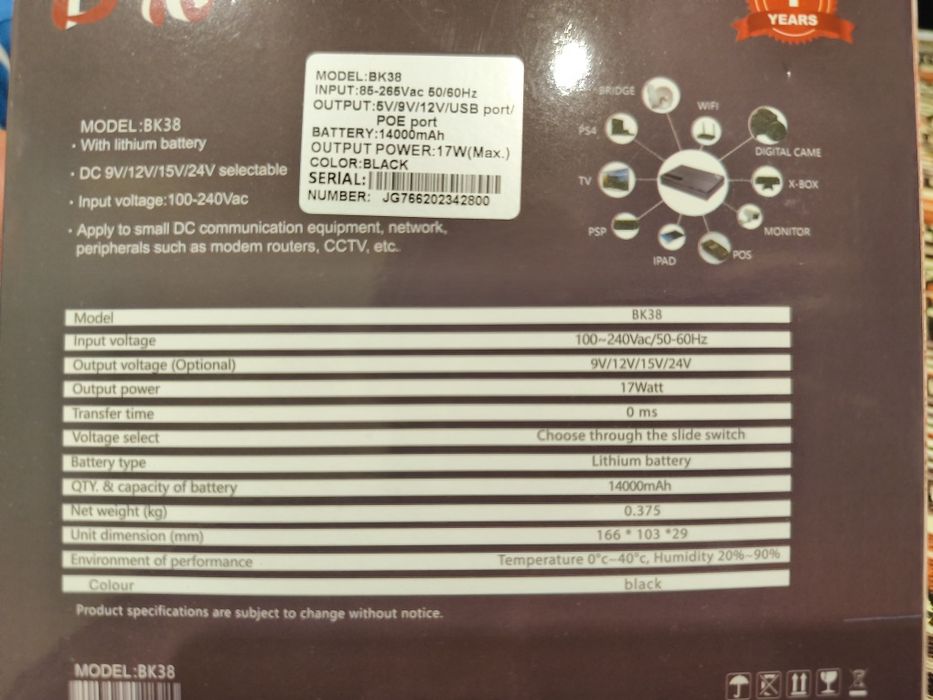 YEARS
MODEL:BK38
INPUT:85-265Vac 50/60Hz
OUTPUT:5V/9V/12V/USB port/
POE port
BATTERY:14000mAh
OUTPUT POWER:17W(Max.)
COLOR:BLACK
SERIAL:
NUMBER: JG766202342800
MODEL:BK38
· With lithium battery
· DC 9V/12V/15V/24V selectable
· Input voltage:100-240Vac
· Apply to small DC communication equipment, network,
peripherals such as modem routers, CCTV, etc.
BRIDGE
WIFI
PS4
DIGITAL CAME
TV
X-BOX
PSP
MONITOR
IPAD
POS
Model BK38
Input voltage 100~240Vac/50-60Hz
Output voltage (Optional) 9V/12V/15V/24V
Output power 17Watt
Transfer time 0 ms
Voltage select Choose through the slide switch
Battery type Lithium battery
QTY. & capacity of battery 14000mAh
Net weight (kg) 0.375
Unit dimension (mm) 166 * 103 *29
Environment of performance Temperature 0°c~40°c, Humidity 20%~90%
Colour black
Product specifications are subject to change without notice.
MODEL:BK38